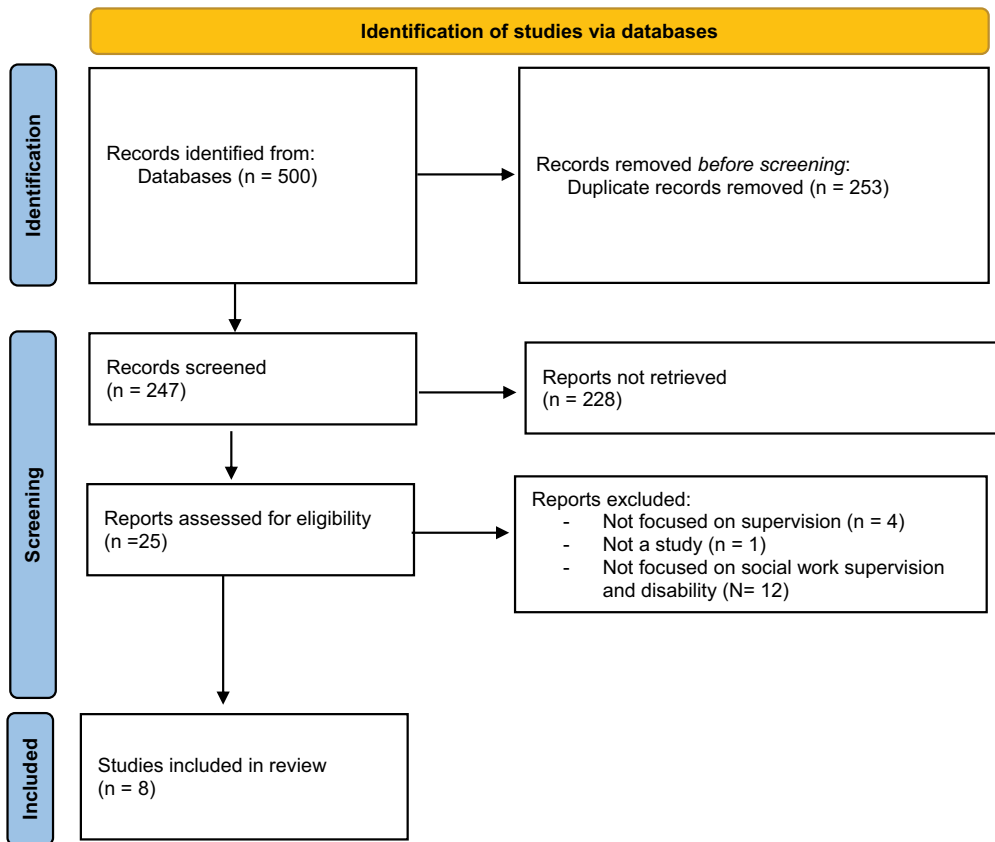 Identification of studies via databases
Identification
Records identified from:
Databases (n = 500)
Records removed before screening:
Duplicate records removed (n = 253)
Screening
Records screened
(n = 247)
Reports not retrieved
(n = 228)
Reports assessed for eligibility
(n =25)
Reports excluded:
- Not focused on supervision (n = 4)
- Not a study (n = 1)
- Not focused on social work supervision
and disability (N= 12)
Included
Studies included in review
(n = 8)